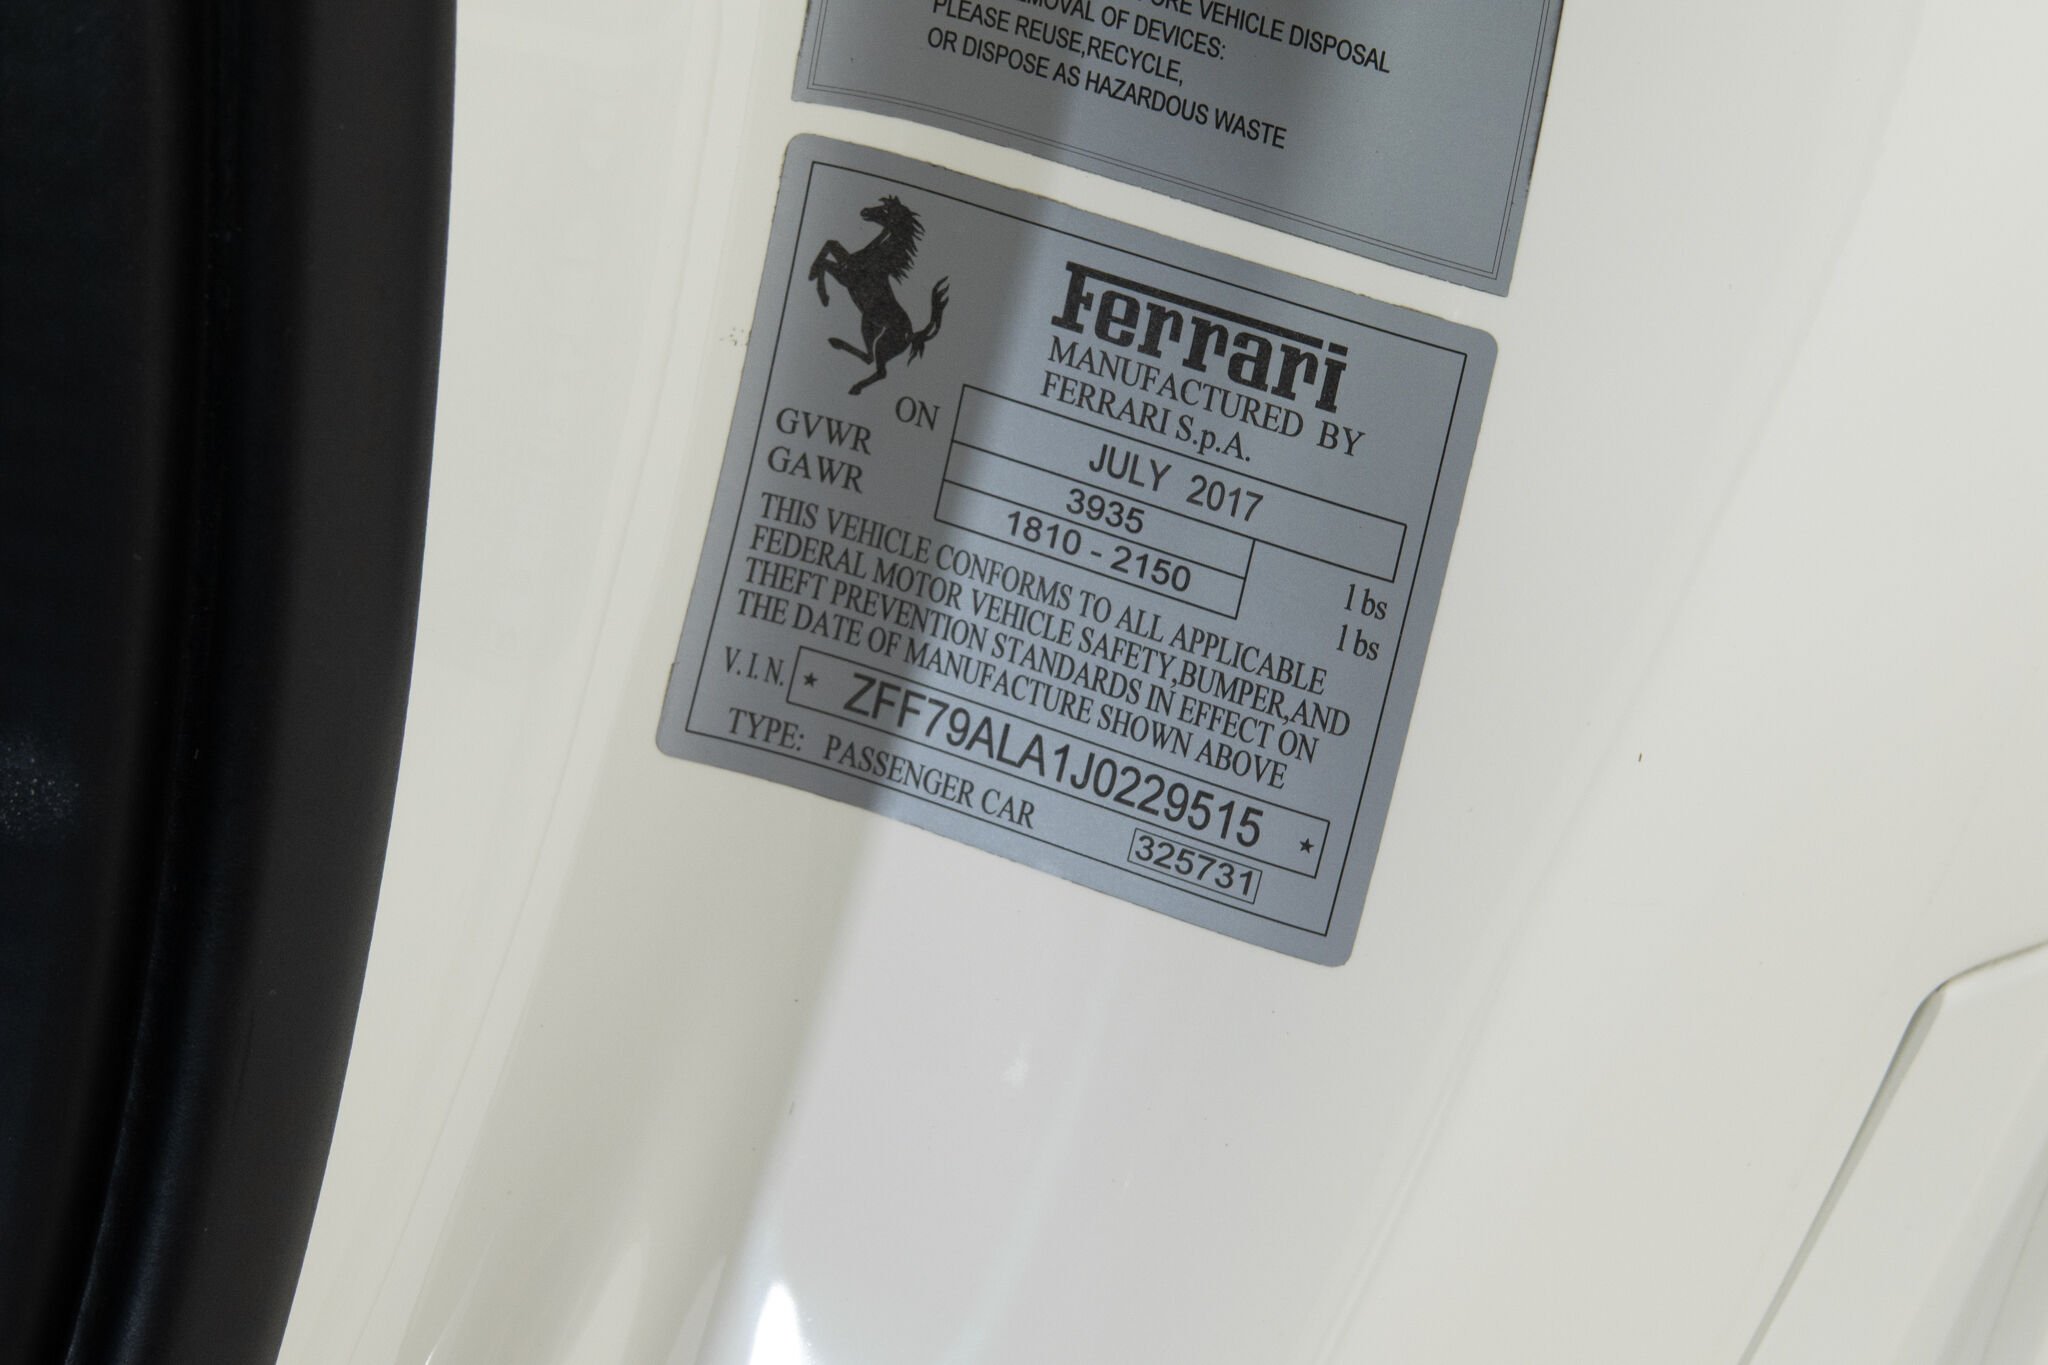 VEHICLE DISPOSAL
OF DEVICES:
PLEASE REUSE,RECYCLE,
OR DISPOSE AS HAZARDOUS WASTE
Ferrari
MANUFACTURED BY
FERRARI S.p.A.
ON JULY 2017
GVWR 3935 lbs
GAWR 1810 - 2150 lbs
THIS VEHICLE CONFORMS TO ALL APPLICABLE
FEDERAL MOTOR VEHICLE SAFETY,BUMPER,AND
THEFT PREVENTION STANDARDS IN EFFECT ON
THE DATE OF MANUFACTURE SHOWN ABOVE
V.I.N. ★ ZFF79ALA1J0229515 ★
TYPE: PASSENGER CAR 325731